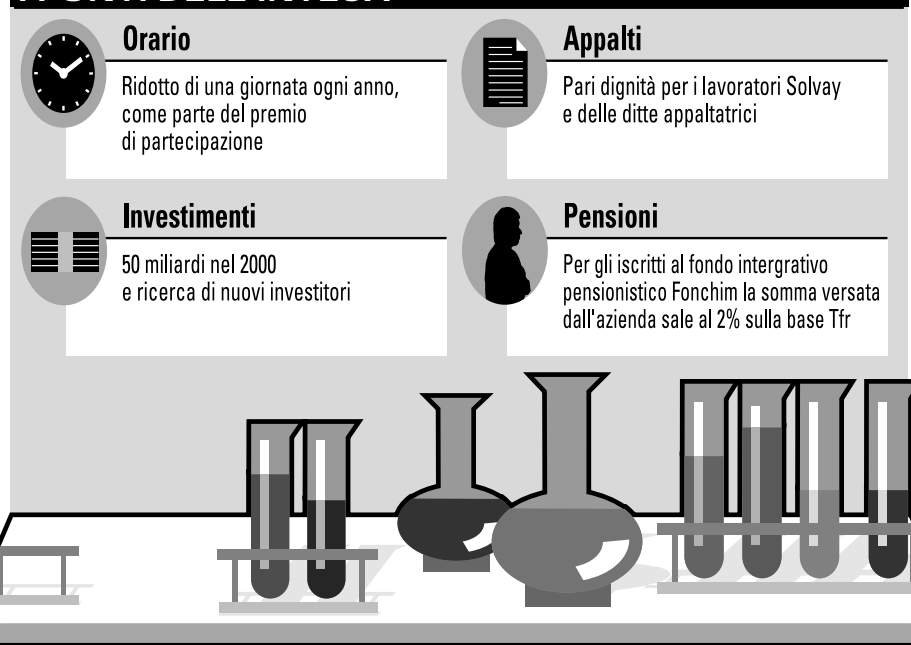 Orario
Ridotto di una giornata ogni anno,
come parte del premio
di partecipazione
Appalti
Pari dignità per i lavoratori Solvay
e delle ditte appaltatrici
Investimenti
50 miliardi nel 2000
e ricerca di nuovi investitori
Pensioni
Per gli iscritti al fondo intergrativo
pensionistico Fonchim la somma versata
dall'azienda sale al 2% sulla base Tfr